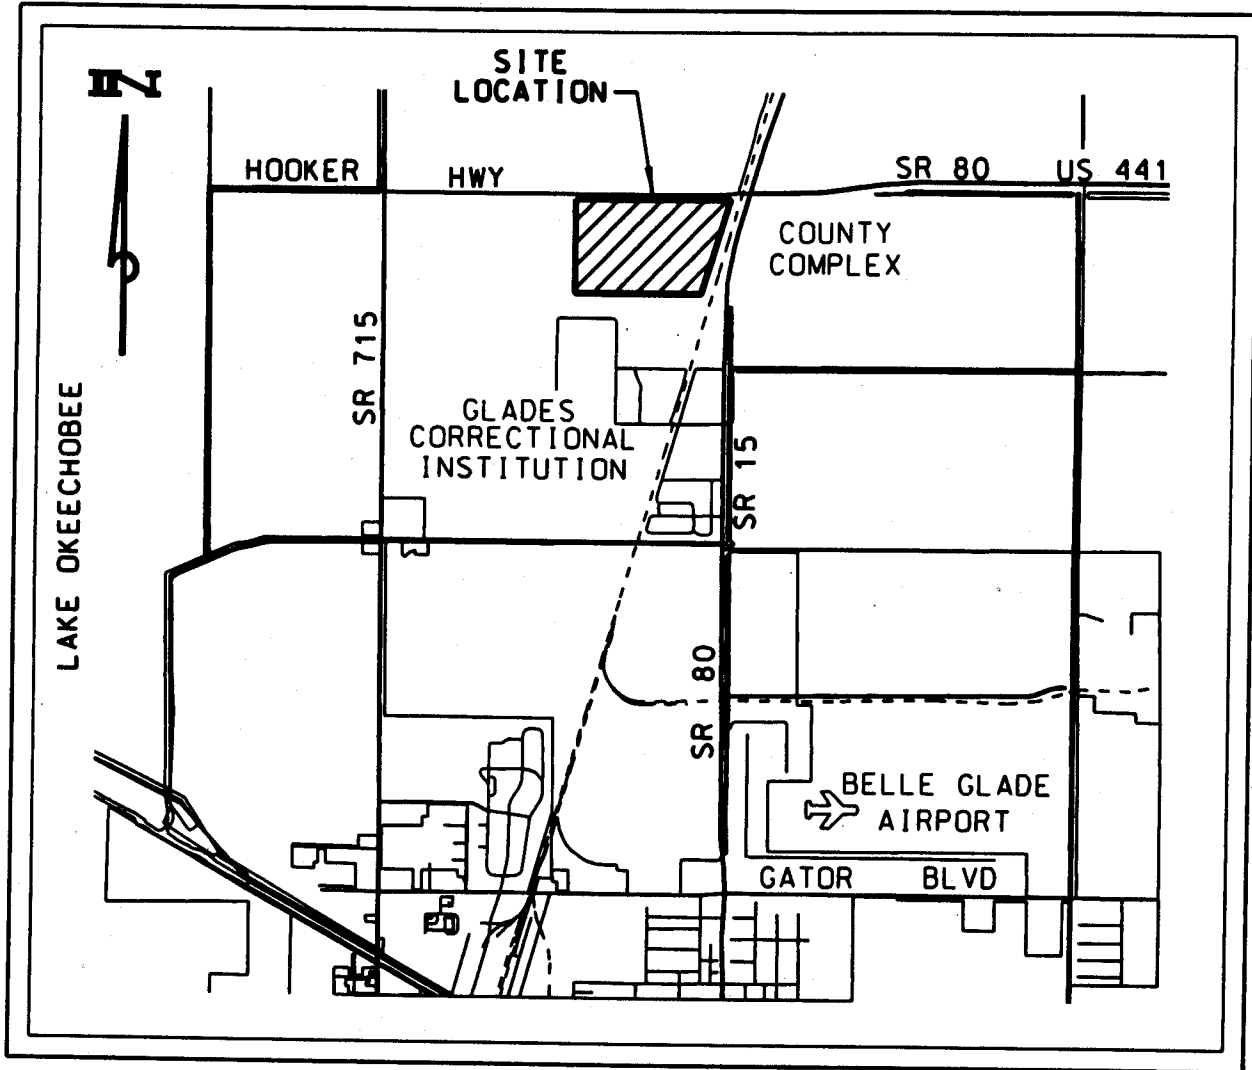 N
SITE
LOCATION
HOOKER
HWY
SR 80
US 441
COUNTY
COMPLEX
SR 715
GLADES
CORRECTIONAL
INSTITUTION
SR 15
LAKE OKEECHOBEE
SR 80
BELLE GLADE
AIRPORT
GATOR BLVD